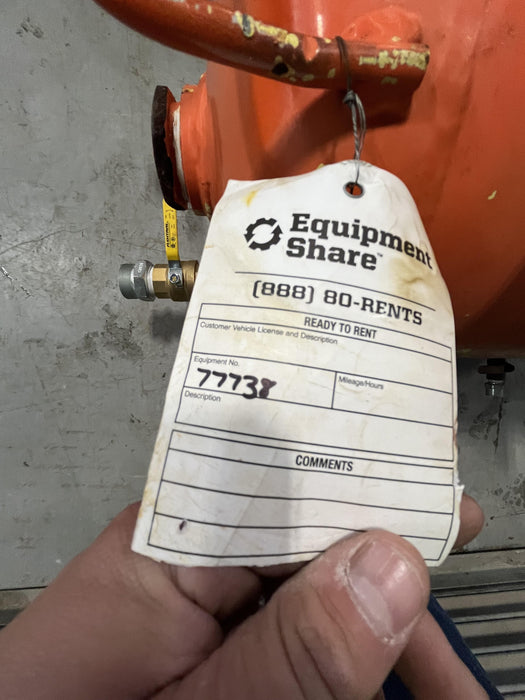 Equipment
Share™
(888) 80-RENTS
READY TO RENT
Customer Vehicle License and Description
Equipment No.
77738
Mileage/Hours
Description
COMMENTS